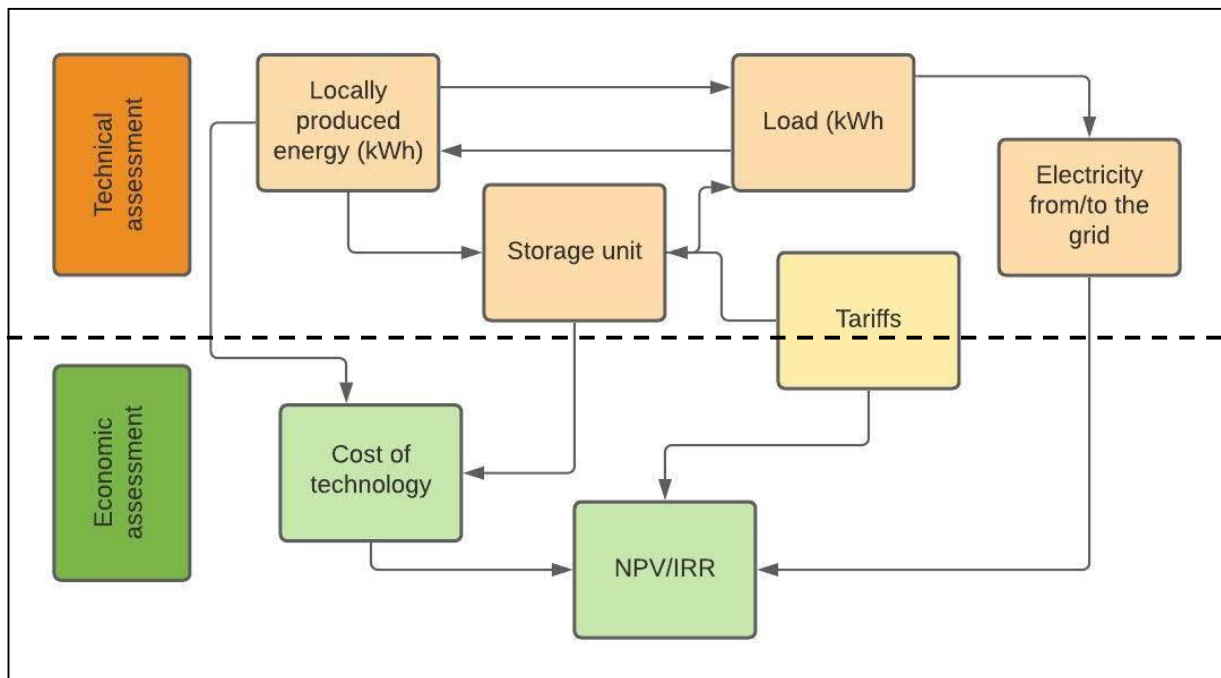 Technical
assessment
Locally
produced
energy (kWh)
Load (kWh
Electricity
from/to the
grid
Storage unit
Tariffs
Economic
assessment
Cost of
technology
NPV/IRR